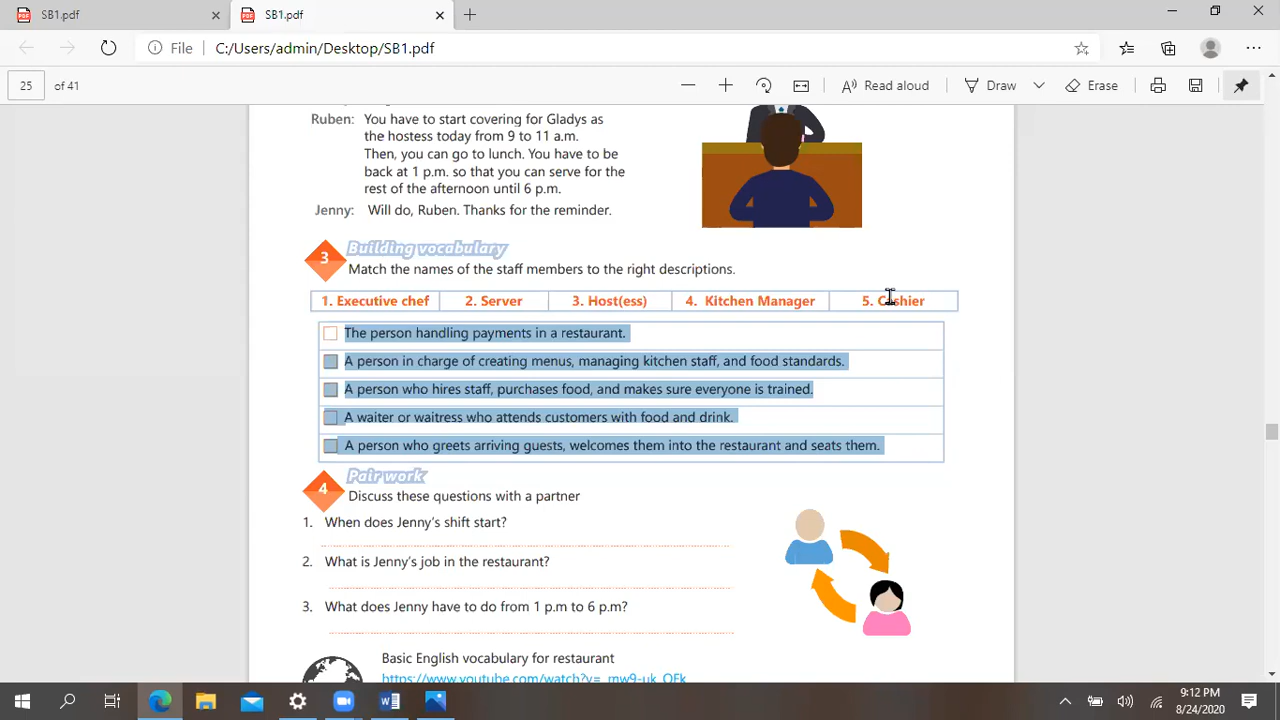 SB1.pdf
SB1.pdf
File C:/Users/admin/Desktop/SB1.pdf
25 of 41
Read aloud
Draw
Erase
Ruben: You have to start covering for Gladys as
the hostess today from 9 to 11 a.m.
Then, you can go to lunch. You have to be
back at 1 p.m. so that you can serve for the
rest of the afternoon until 6 p.m.
Jenny: Will do, Ruben. Thanks for the reminder.
3 Building vocabulary
Match the names of the staff members to the right descriptions.
1. Executive chef 2. Server 3. Host(ess) 4. Kitchen Manager 5. Cashier
The person handling payments in a restaurant.
A person in charge of creating menus, managing kitchen staff, and food standards.
A person who hires staff, purchases food, and makes sure everyone is trained.
A waiter or waitress who attends customers with food and drink.
A person who greets arriving guests, welcomes them into the restaurant and seats them.
4 Pair work
Discuss these questions with a partner
1. When does Jenny's shift start?
2. What is Jenny's job in the restaurant?
3. What does Jenny have to do from 1 p.m to 6 p.m?
Basic English vocabulary for restaurant
9:12 PM
8/24/2020